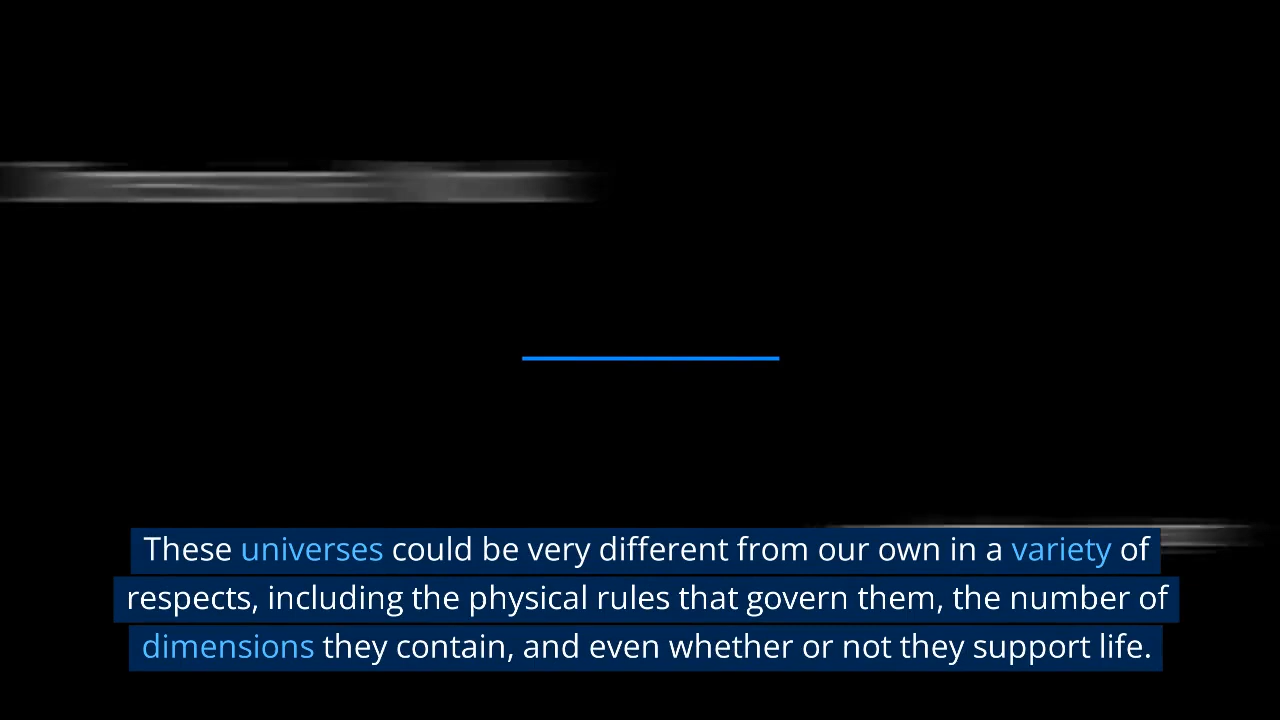 These universes could be very different from our own in a variety of
respects, including the physical rules that govern them, the number of
dimensions they contain, and even whether or not they support life.